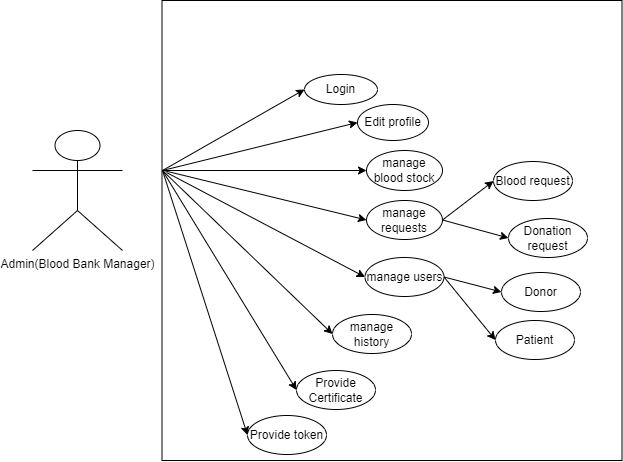 Login
Edit profile
manage
blood stock
Blood request
manage
requests
Donation
request
Admin(Blood Bank Manager)
manage users
Donor
manage
history
Patient
Provide
Certificate
Provide token